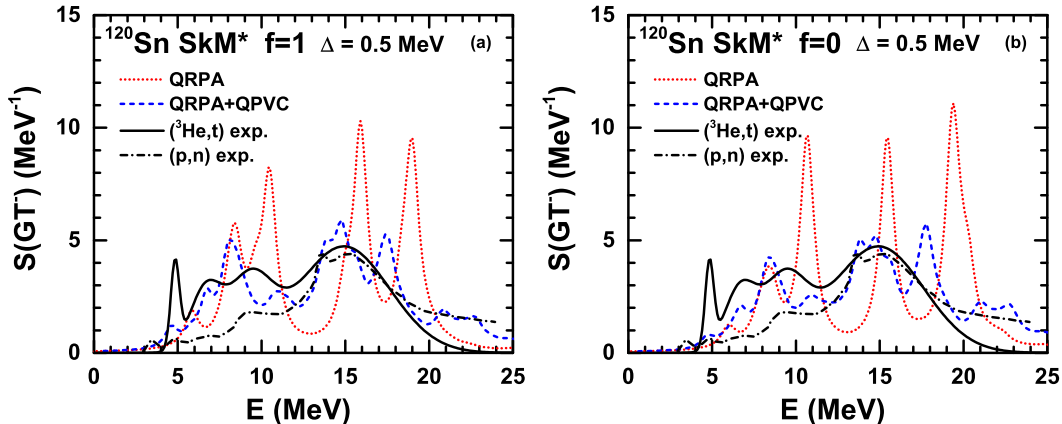 ¹²⁰Sn SkM* f=1 Δ = 0.5 MeV (a)
QRPA
QRPA+QPVC
(³He,t) exp.
(p,n) exp.
S(GT⁻) (MeV⁻¹)
15
10
5
0
0 5 10 15 20 25
E (MeV)
¹²⁰Sn SkM* f=0 Δ = 0.5 MeV (b)
QRPA
QRPA+QPVC
(³He,t) exp.
(p,n) exp.
S(GT⁻) (MeV⁻¹)
15
10
5
0
0 5 10 15 20 25
E (MeV)